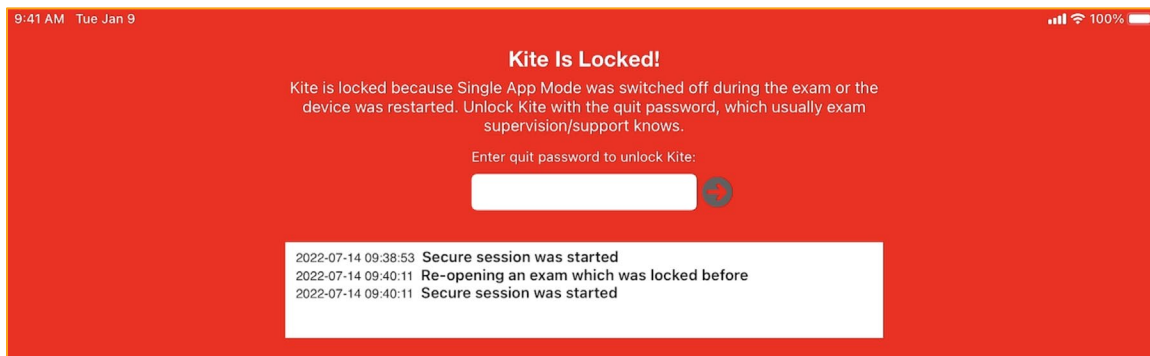 9:41 AM Tue Jan 9 100%
Kite Is Locked!
Kite is locked because Single App Mode was switched off during the exam or the
device was restarted. Unlock Kite with the quit password, which usually exam
supervision/support knows.
Enter quit password to unlock Kite:
2022-07-14 09:38:53 Secure session was started
2022-07-14 09:40:11 Re-opening an exam which was locked before
2022-07-14 09:40:11 Secure session was started